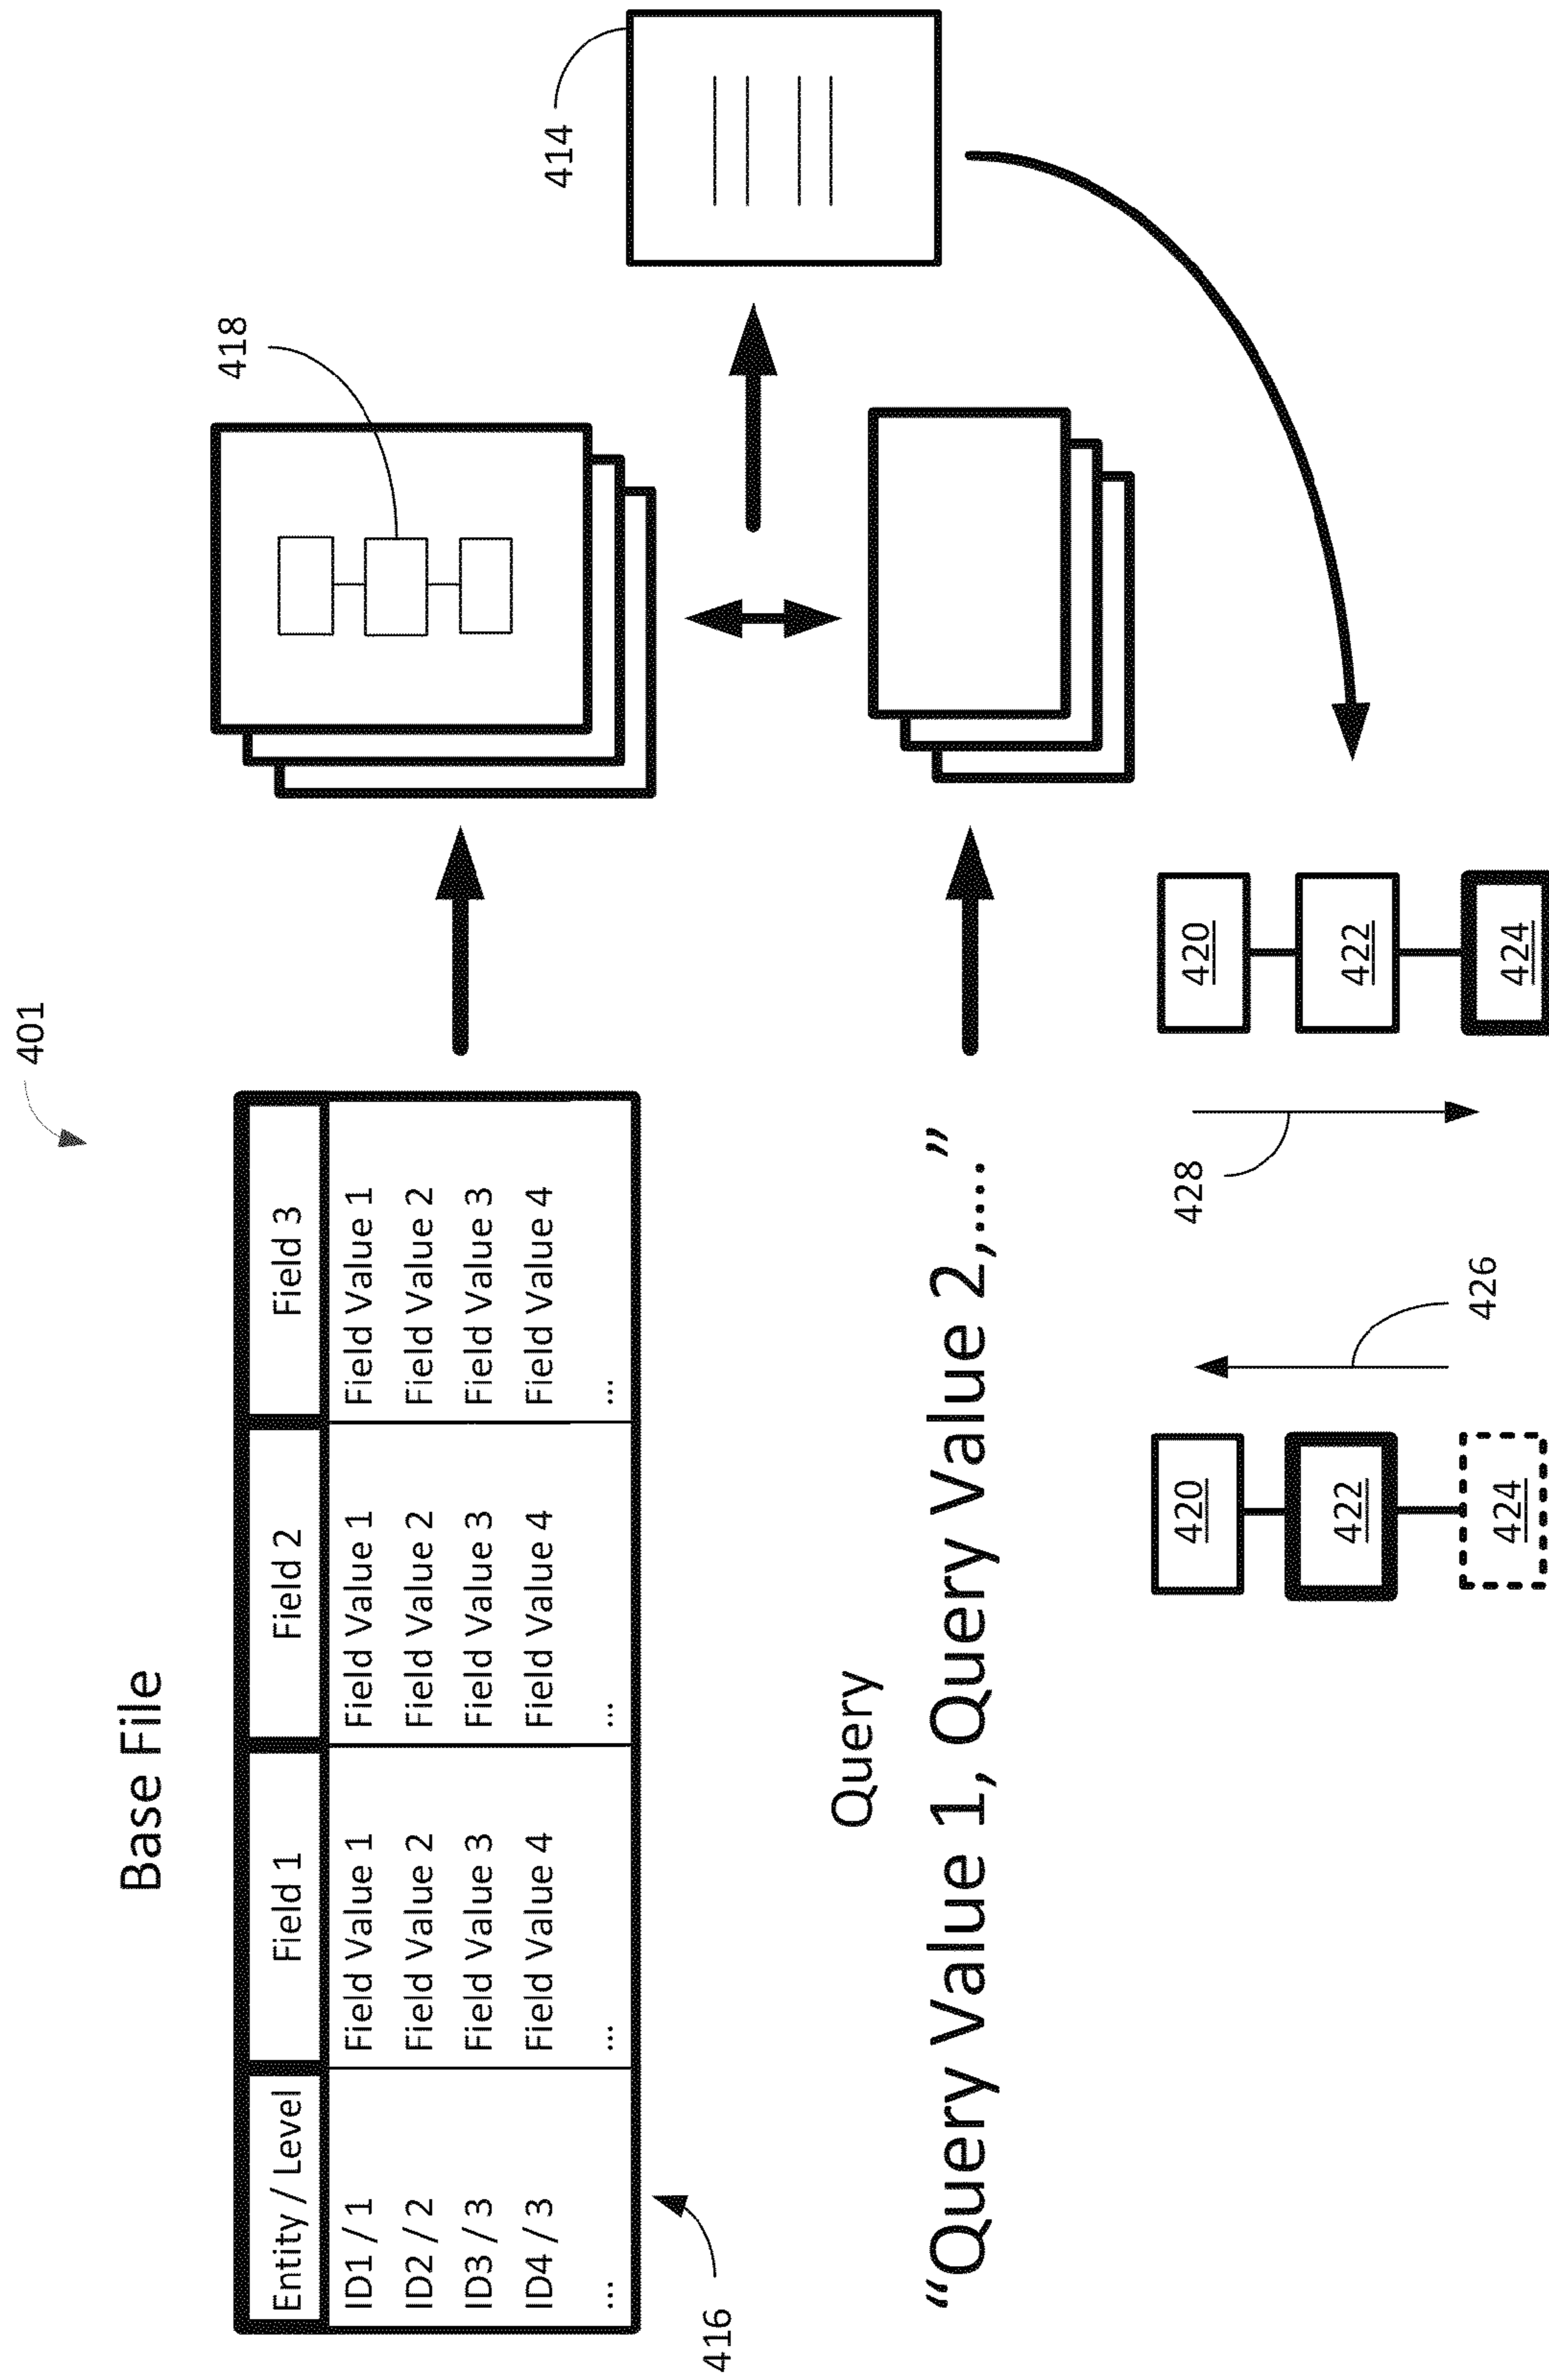 401
Base File
Entity / Level Field 1 Field 2 Field 3
ID1 / 1 Field Value 1 Field Value 1 Field Value 1
ID2 / 2 Field Value 2 Field Value 2 Field Value 2
ID3 / 3 Field Value 3 Field Value 3 Field Value 3
ID4 / 3 Field Value 4 Field Value 4 Field Value 4
... ... ... ...
416
418
414
Query
“Query Value 1, Query Value 2,....”
420
422
424
426
428
420
422
424